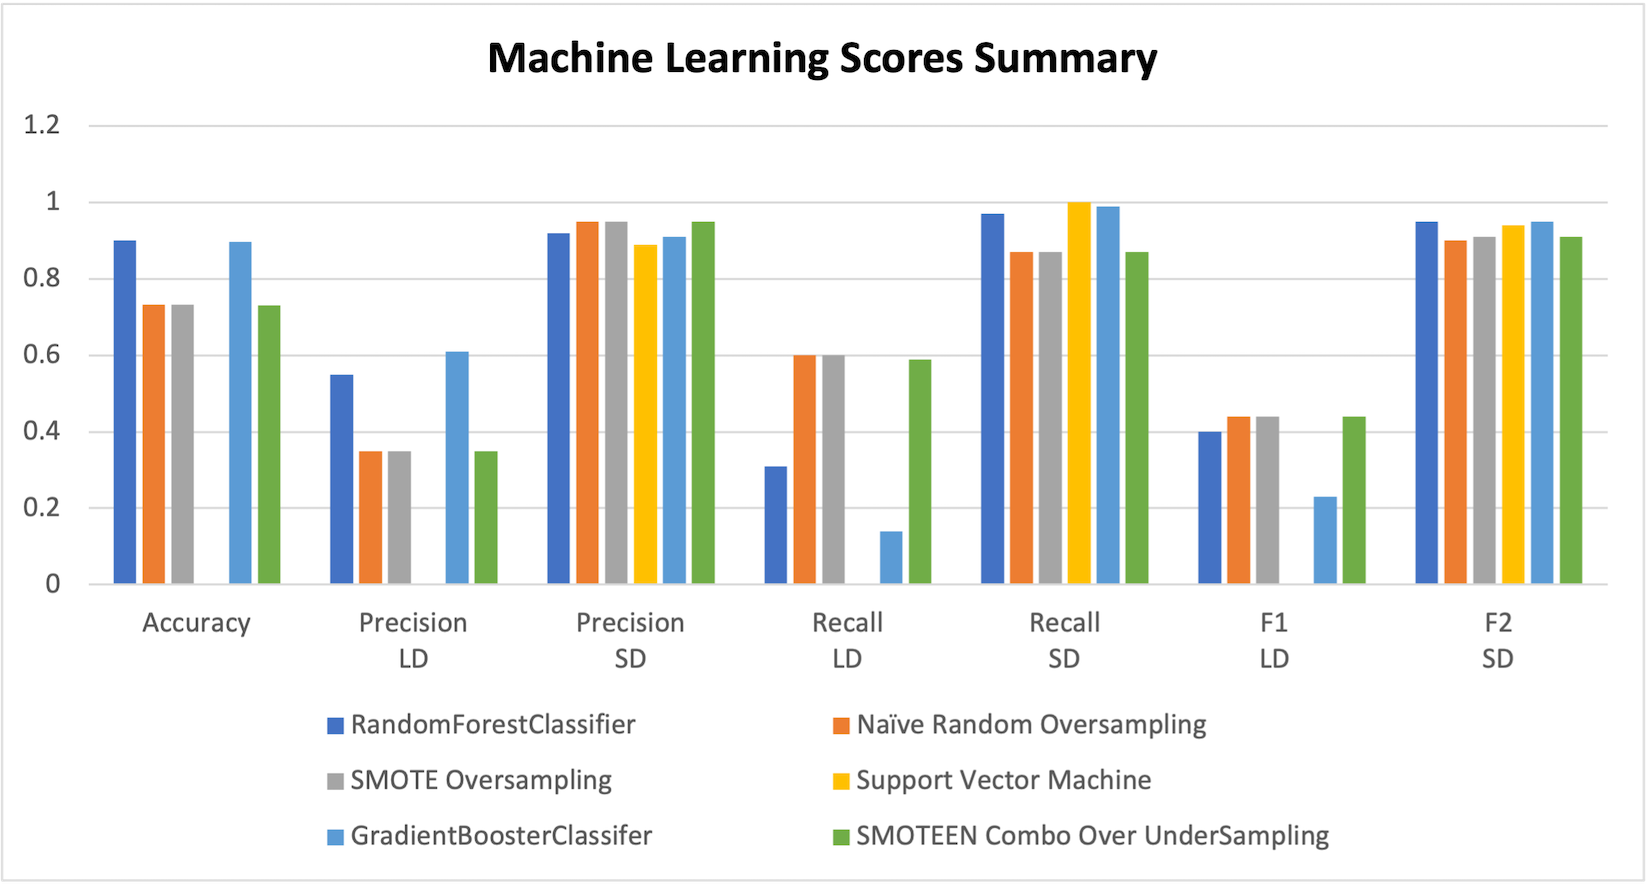 Machine Learning Scores Summary
1.2
1
0.8
0.6
0.4
0.2
0
Accuracy
Precision
LD
Precision
SD
Recall
LD
Recall
SD
F1
LD
F2
SD
RandomForestClassifier
Naïve Random Oversampling
SMOTE Oversampling
Support Vector Machine
GradientBoosterClassifer
SMOTEEN Combo Over UnderSampling